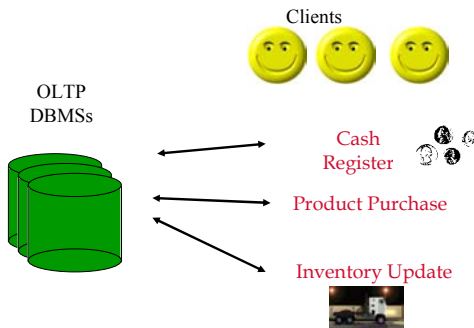 Clients
OLTP
DBMSs
Cash
Register
Product Purchase
Inventory Update